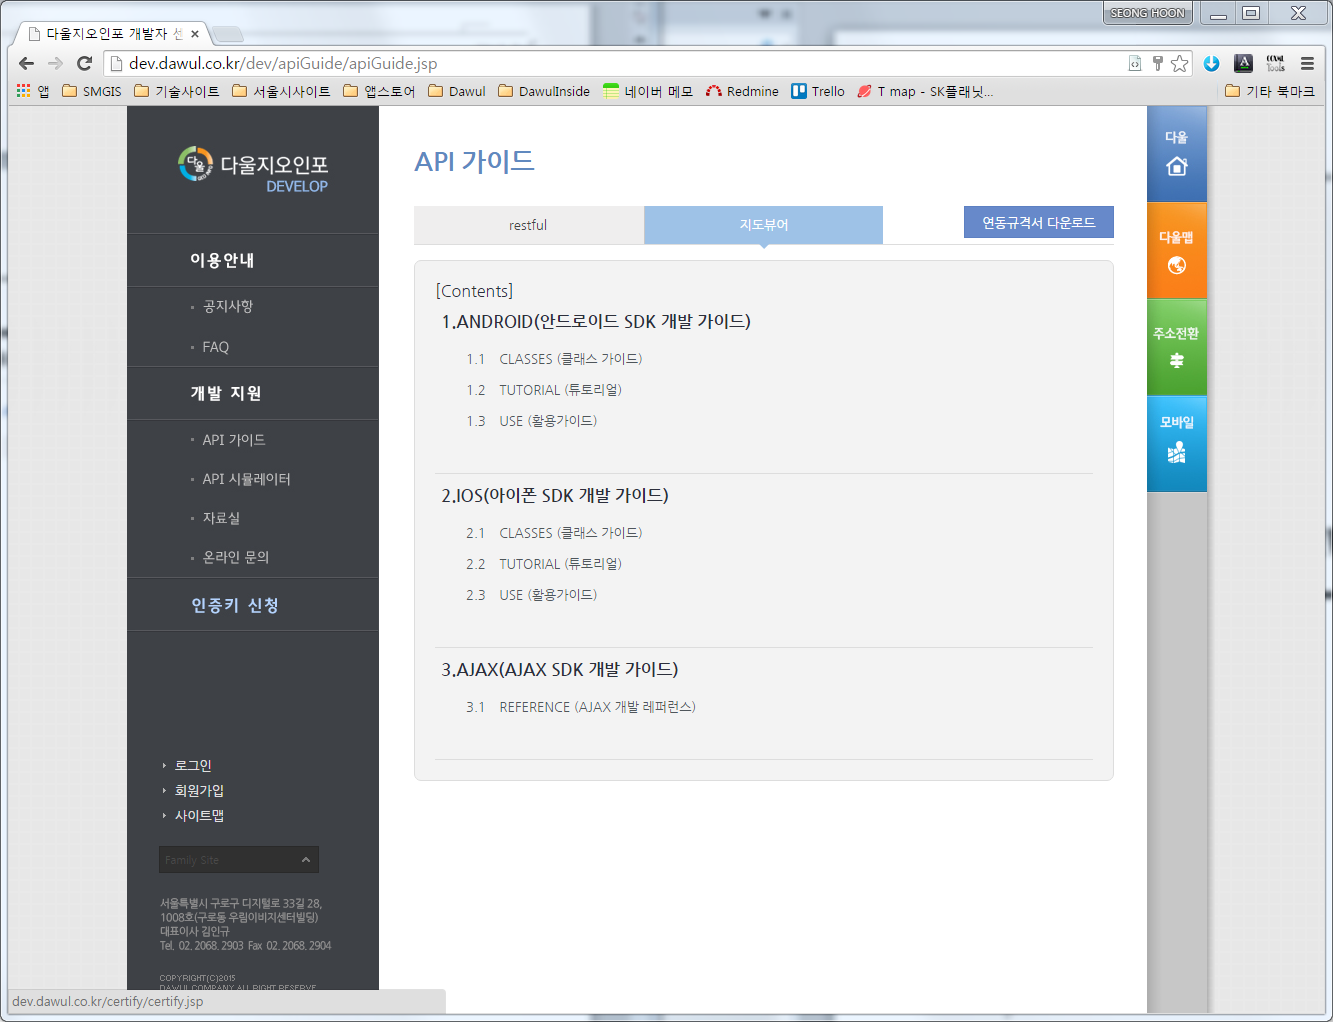 SEONG HOON
다울지오인포 개발자 센
dev.dawul.co.kr/dev/apiGuide/apiGuide.jsp
앱 SMGIS 기술사이트 서울시사이트 앱스토어 Dawul DawulInside 네이버 메모 Redmine Trello T map - SK플래닛... 기타 북마크
다울
다울지오인포
DEVELOP
이용안내
공지사항
FAQ
개발 지원
API 가이드
API 시뮬레이터
자료실
온라인 문의
인증키 신청
로그인
회원가입
사이트맵
Family Site
서울특별시 구로구 디지털로 33길 28,
1008호(구로동 우림이비지센터빌딩)
대표이사 김인규
Tel. 02.2068.2903 Fax 02.2068.2904
COPYRIGHT(C)2015
DAWUL COMPANY ALL RIGHT RESERVE
dev.dawul.co.kr/certify/certify.jsp
API 가이드
restful 지도뷰어 연동규격서 다운로드
[Contents]
1.ANDROID(안드로이드 SDK 개발 가이드)
1.1 CLASSES (클래스 가이드)
1.2 TUTORIAL (튜토리얼)
1.3 USE (활용가이드)
2.IOS(아이폰 SDK 개발 가이드)
2.1 CLASSES (클래스 가이드)
2.2 TUTORIAL (튜토리얼)
2.3 USE (활용가이드)
3.AJAX(AJAX SDK 개발 가이드)
3.1 REFERENCE (AJAX 개발 레퍼런스)
다울
다울맵
주소전환
모바일